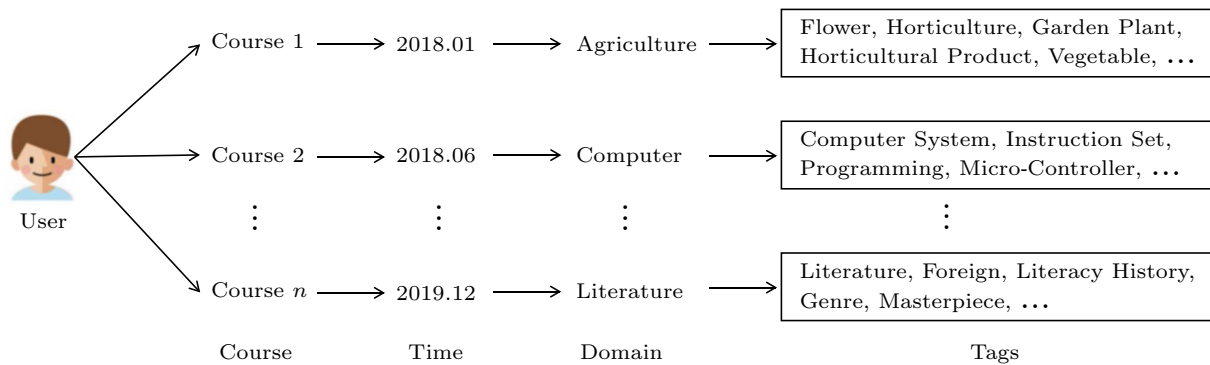 Course 1
2018.01
Agriculture
Flower, Horticulture, Garden Plant,
Horticultural Product, Vegetable, ...
Course 2
2018.06
Computer
Computer System, Instruction Set,
Programming, Micro-Controller, ...
User
Course n
2019.12
Literature
Literature, Foreign, Literacy History,
Genre, Masterpiece, ...
Course
Time
Domain
Tags